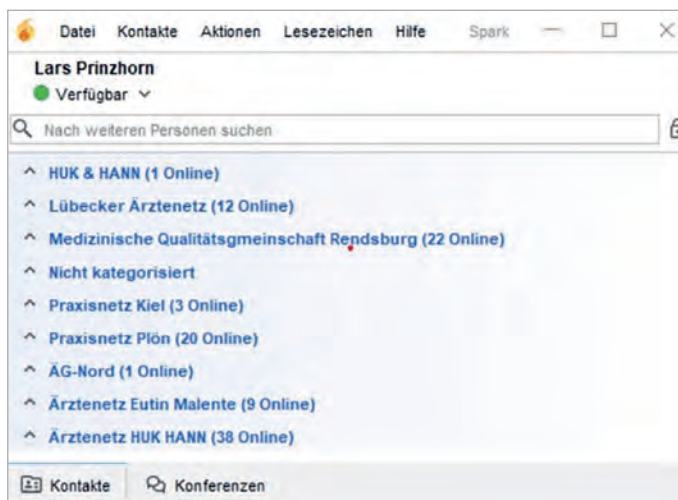 Datei Kontakte Aktionen Lesezeichen Hilfe Spark
Lars Prinzhorn
Verfügbar
Nach weiteren Personen suchen
HUK & HANN (1 Online)
Lübecker Ärztenetz (12 Online)
Medizinische Qualitätsgmeinschaft Rendsburg (22 Online)
Nicht kategorisiert
Praxisnetz Kiel (3 Online)
Praxisnetz Plön (20 Online)
ÄG-Nord (1 Online)
Ärztenetz Eutin Malente (9 Online)
Ärztenetz HUK HANN (38 Online)
Kontakte Konferenzen